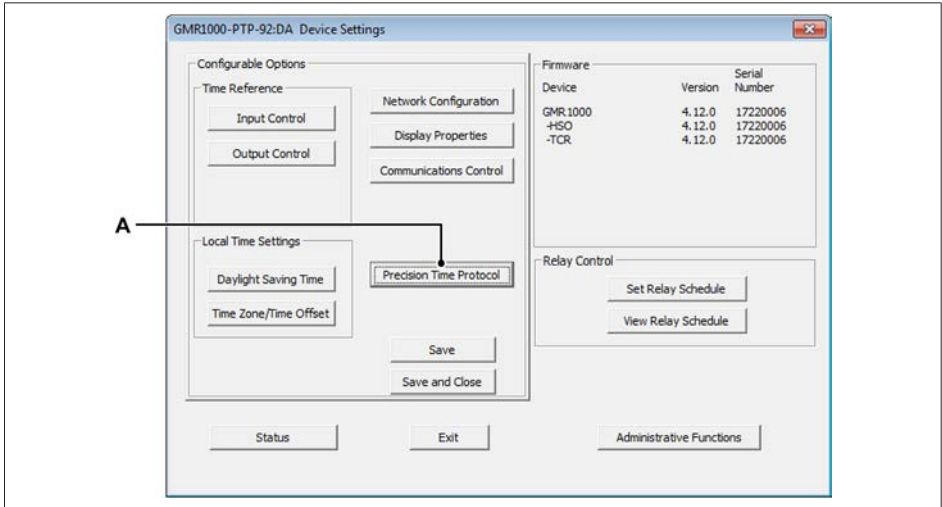 GMR1000-PTP-92:DA Device Settings
Configurable Options
Time Reference
Input Control
Output Control
Network Configuration
Display Properties
Communications Control
A
Local Time Settings
Daylight Saving Time
Time Zone/Time Offset
Precision Time Protocol
Save
Save and Close
Firmware
Device Version Serial Number
GMR1000 4.12.0 17220006
-HSO 4.12.0 17220006
-TCR 4.12.0 17220006
Relay Control
Set Relay Schedule
View Relay Schedule
Status
Exit
Administrative Functions